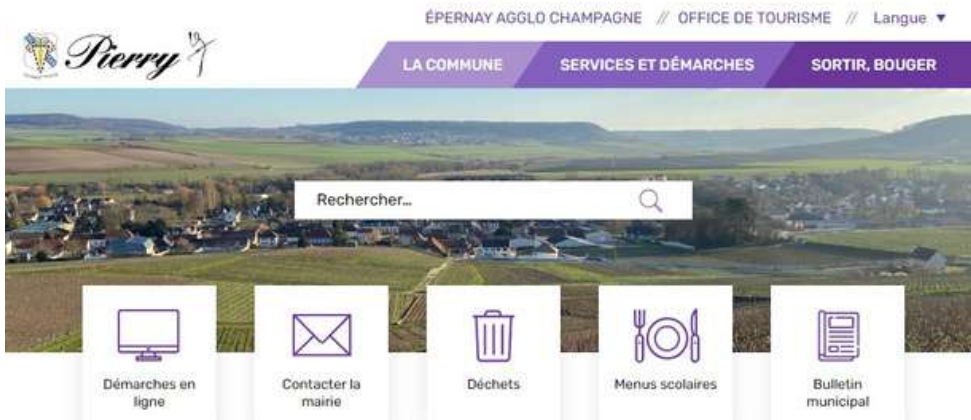 ÉPERNAY AGGLO CHAMPAGNE // OFFICE DE TOURISME // Langue ▼
Pierry
LA COMMUNE SERVICES ET DÉMARCHES SORTIR, BOUGER
Rechercher...
Démarches en
ligne
Contacter la
mairie
Déchets
Menus scolaires
Bulletin
municipal